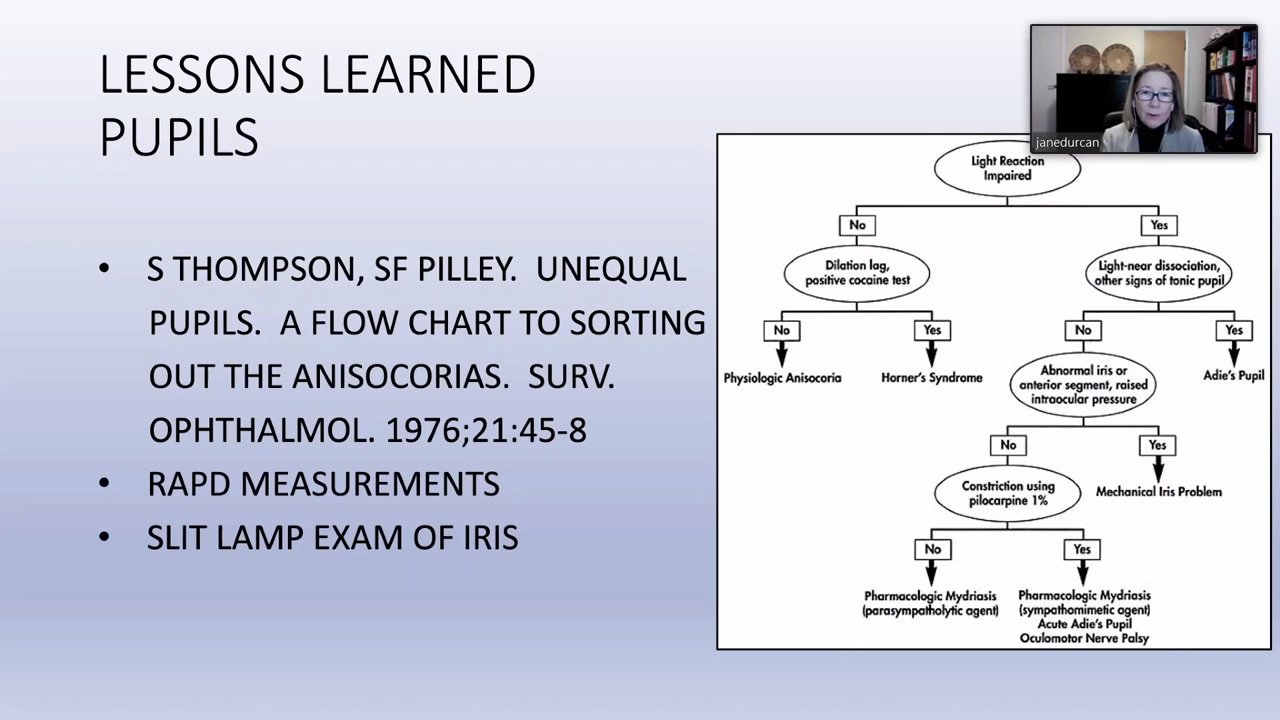 LESSONS LEARNED
PUPILS
• S THOMPSON, SF PILLEY. UNEQUAL
PUPILS. A FLOW CHART TO SORTING
OUT THE ANISOCORIAS. SURV.
OPHTHALMOL. 1976;21:45-8
• RAPD MEASUREMENTS
• SLIT LAMP EXAM OF IRIS
janedurcan
Light Reaction
Impaired
No
Yes
Dilation lag,
positive cocaine test
Light-near dissociation,
other signs of tonic pupil
No
Yes
No
Yes
Physiologic Anisocoria
Horner's Syndrome
Abnormal iris or
anterior segment, raised
intraocular pressure
Adie's Pupil
No
Yes
Constriction using
pilocarpine 1%
Mechanical Iris Problem
No
Yes
Pharmacologic Mydriasis
(parasympatholytic agent)
Pharmacologic Mydriasis
(sympathomimetic agent)
Acute Adie's Pupil
Oculomotor Nerve Palsy